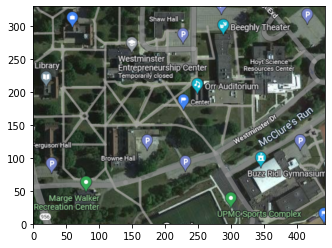 300
250
200
150
100
50
0
Shaw Hall
Beeghly Theater
Westminster
Entrepreneurship Center
Temporarily closed
Hoyt Science
Resources Center
Library
Orr Auditorium
Center
Westminster Dr
McClure's Run
Ferguson Hall
Browne Hall
Buzz Ridl Gymnasium
Marge Walker
Recreation Center
UPMC Sports Complex
0 50 100 150 200 250 300 350 400